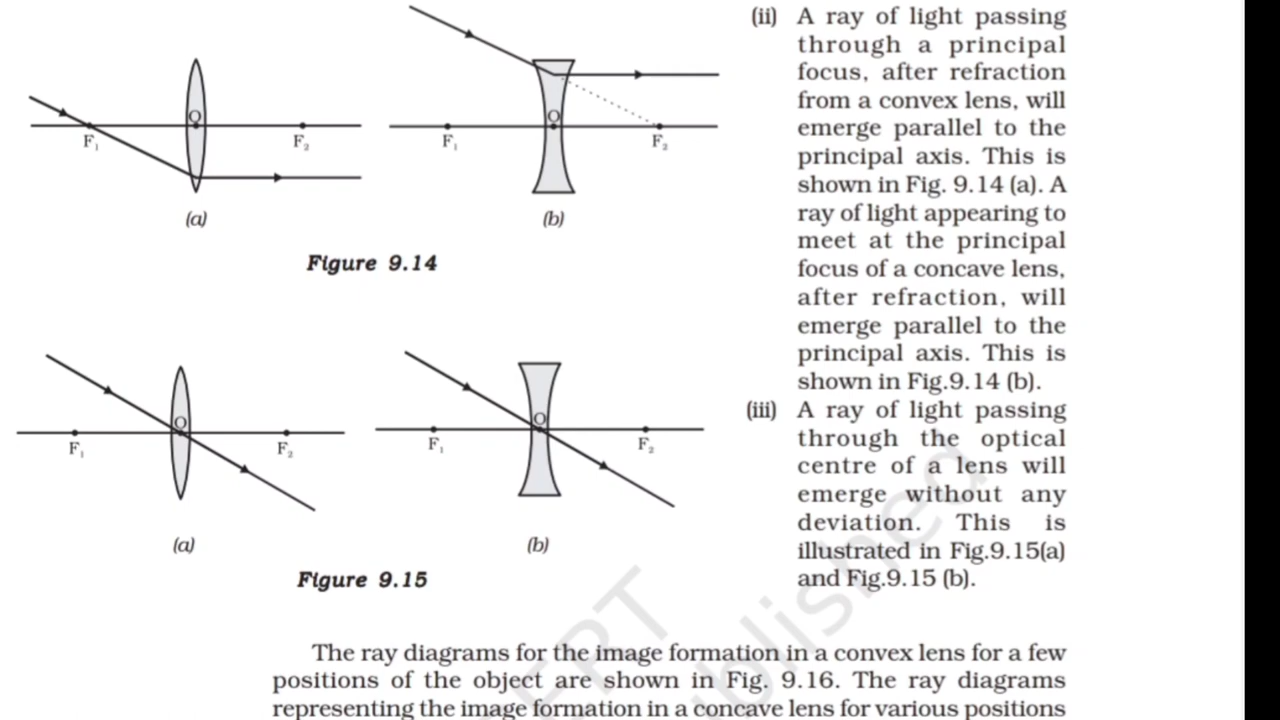 O
F₁
F₂
(a)
O
F₁
F₂
(b)
Figure 9.14
O
F₁
F₂
(a)
O
F₁
F₂
(b)
Figure 9.15
(ii) A ray of light passing
through a principal
focus, after refraction
from a convex lens, will
emerge parallel to the
principal axis. This is
shown in Fig. 9.14 (a). A
ray of light appearing to
meet at the principal
focus of a concave lens,
after refraction, will
emerge parallel to the
principal axis. This is
shown in Fig.9.14 (b).
(iii) A ray of light passing
through the optical
centre of a lens will
emerge without any
deviation. This is
illustrated in Fig.9.15(a)
and Fig.9.15 (b).
The ray diagrams for the image formation in a convex lens for a few
positions of the object are shown in Fig. 9.16. The ray diagrams
representing the image formation in a concave lens for various positions